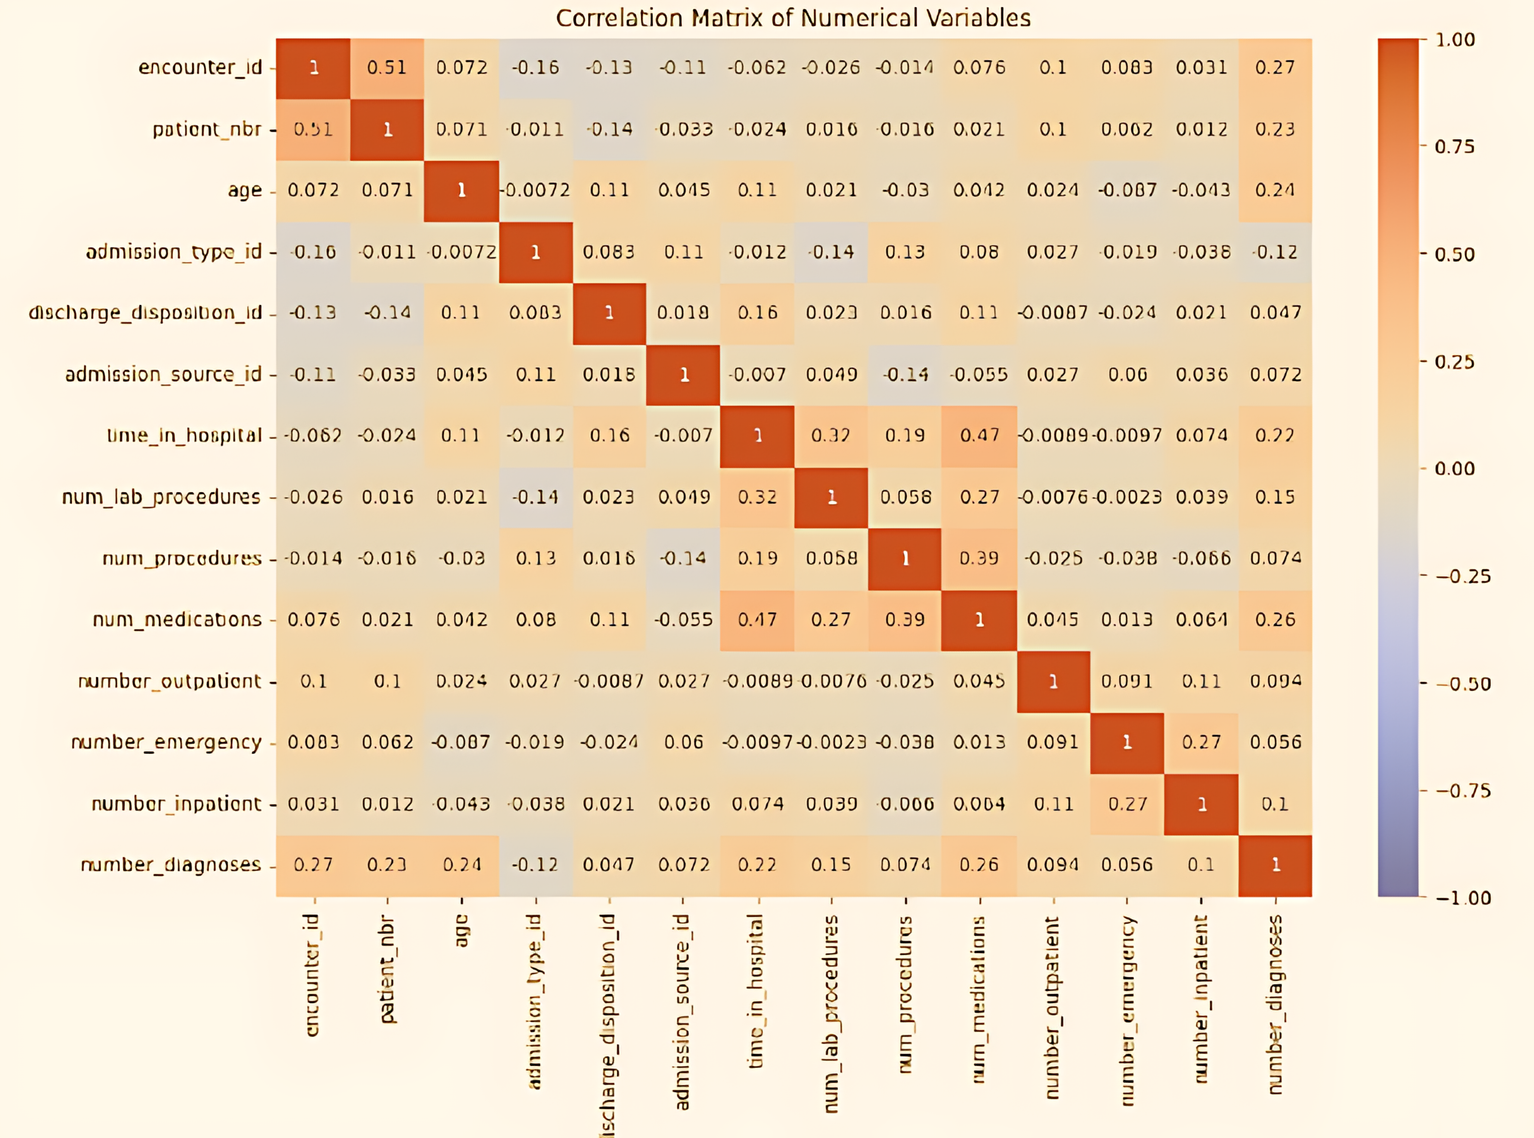 Correlation Matrix of Numerical Variables
encounter_id 1 0.51 0.072 -0.16 -0.13 -0.11 -0.062 -0.026 -0.014 0.076 0.1 0.083 0.031 0.27
patient_nbr 0.51 1 0.071 -0.011 -0.14 -0.033 -0.024 0.016 -0.016 0.021 0.1 0.062 0.012 0.23
age 0.072 0.071 1 -0.0072 0.11 0.045 0.11 0.021 -0.03 0.042 0.024 -0.087 -0.043 0.24
admission_type_id -0.16 -0.011 -0.0072 1 0.083 0.11 -0.012 -0.14 0.13 0.08 0.027 -0.019 -0.038 -0.12
discharge_disposition_id -0.13 -0.14 0.11 0.083 1 0.018 0.16 0.023 0.016 0.11 -0.0087 -0.024 0.021 0.047
admission_source_id -0.11 -0.033 0.045 0.11 0.018 1 -0.007 0.049 -0.14 -0.055 0.027 0.06 0.036 0.072
time_in_hospital -0.062 -0.024 0.11 -0.012 0.16 -0.007 1 0.32 0.19 0.47 -0.0089 -0.0097 0.074 0.22
num_lab_procedures -0.026 0.016 0.021 -0.14 0.023 0.049 0.32 1 0.058 0.27 -0.0076 -0.0023 0.039 0.15
num_procedures -0.014 -0.016 -0.03 0.13 0.016 -0.14 0.19 0.058 1 0.39 -0.025 -0.038 -0.066 0.074
num_medications 0.076 0.021 0.042 0.08 0.11 -0.055 0.47 0.27 0.39 1 0.045 0.013 0.064 0.26
number_outpatient 0.1 0.1 0.024 0.027 -0.0087 0.027 -0.0089 -0.0076 -0.025 0.045 1 0.091 0.11 0.094
number_emergency 0.083 0.062 -0.087 -0.019 -0.024 0.06 -0.0097 -0.0023 -0.038 0.013 0.091 1 0.27 0.056
number_inpatient 0.031 0.012 -0.043 -0.038 0.021 0.036 0.074 0.039 -0.066 0.064 0.11 0.27 1 0.1
number_diagnoses 0.27 0.23 0.24 -0.12 0.047 0.072 0.22 0.15 0.074 0.26 0.094 0.056 0.1 1
encounter_id
patient_nbr
age
admission_type_id
ischarge_disposition_id
admission_source_id
time_in_hospital
num_lab_procedures
num_procedures
num_medications
number_outpatient
number_emergency
number_inpatient
number_diagnoses
1.00
0.75
0.50
0.25
0.00
−0.25
−0.50
−0.75
−1.00